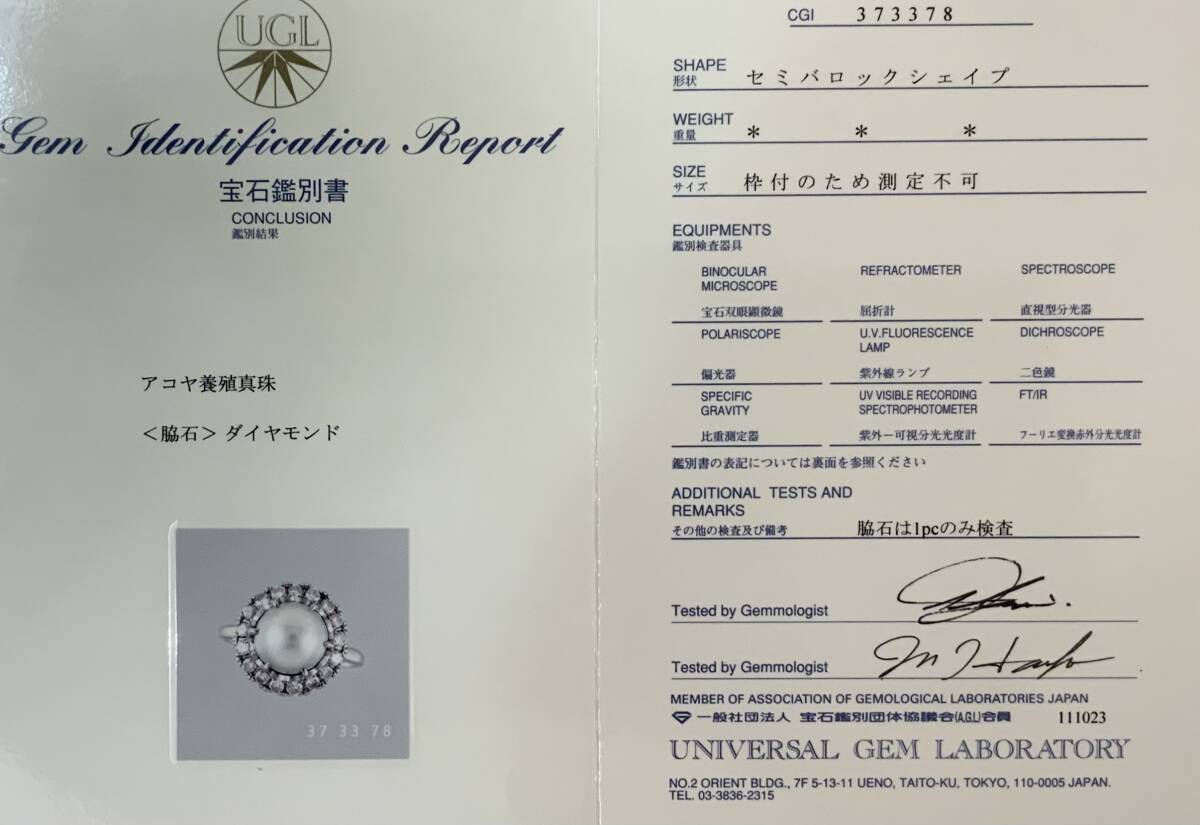 UGL
Gem Identification Report
宝石鑑別書
CONCLUSION
鑑別結果
アコヤ養殖真珠
＜脇石＞ダイヤモンド
37 33 78
CGI 373378
SHAPE
形状 セミバロックシェイプ
WEIGHT
重量 * * *
SIZE
サイズ 枠付のため測定不可
EQUIPMENTS
鑑別検査器具
BINOCULAR MICROSCOPE REFRACTOMETER SPECTROSCOPE
宝石双眼顕微鏡 屈折計 直視型分光器
POLARISCOPE U.V.FLUORESCENCE LAMP DICHROSCOPE
偏光器 紫外線ランプ 二色鏡
SPECIFIC GRAVITY UV VISIBLE RECORDING SPECTROPHOTOMETER FT/IR
比重測定器 紫外ー可視分光光度計 フーリエ変換赤外分光光度計
鑑別書の表記については裏面を参照ください
ADDITIONAL TESTS AND
REMARKS
その他の検査及び備考 脇石は1pcのみ検査
Tested by Gemmologist
Tested by Gemmologist
MEMBER OF ASSOCIATION OF GEMOLOGICAL LABORATORIES JAPAN
一般社団法人 宝石鑑別団体協議会(A.G.L)会員 111023
UNIVERSAL GEM LABORATORY
NO.2 ORIENT BLDG., 7F 5-13-11 UENO, TAITO-KU, TOKYO, 110-0005 JAPAN.
TEL. 03-3836-2315